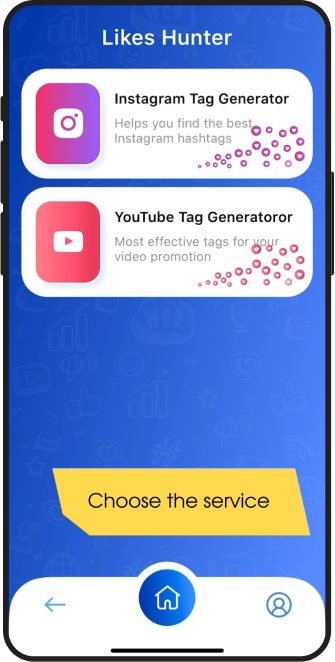 Likes Hunter
Instagram Tag Generator
Helps you find the best
Instagram hashtags
YouTube Tag Generatoror
Most effective tags for your
video promotion
WEB
Choose the service